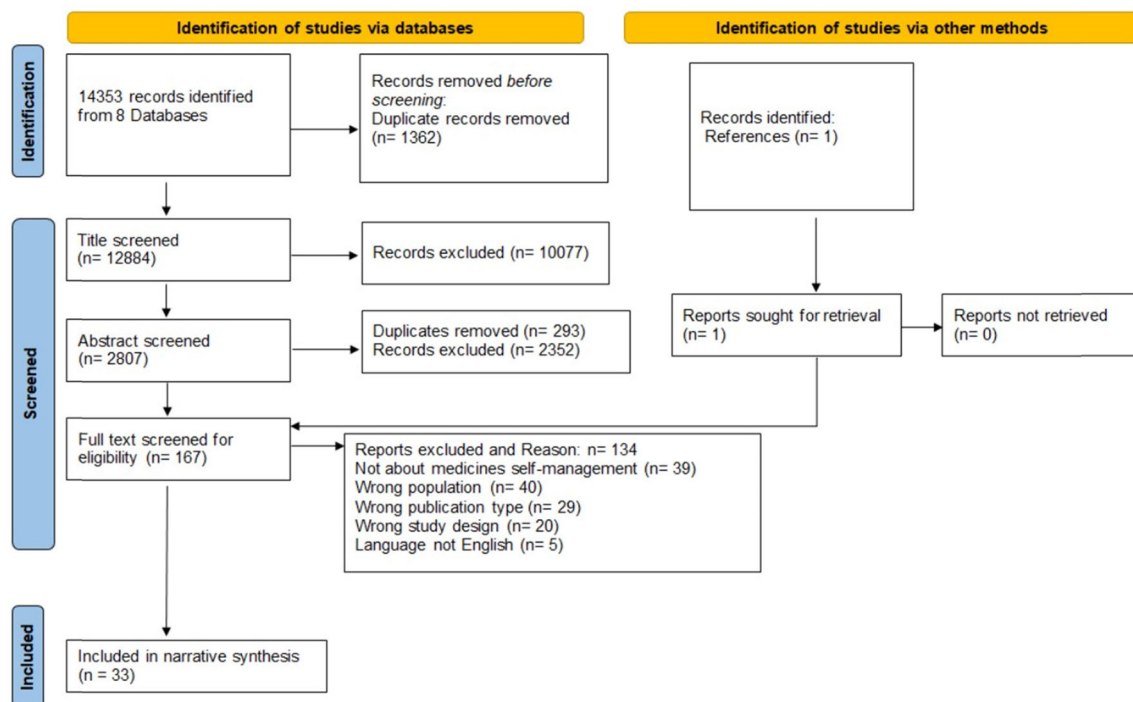 Identification of studies via databases
Identification of studies via other methods
Identification
14353 records identified
from 8 Databases
Records removed before
screening:
Duplicate records removed
(n= 1362)
Records identified:
References (n= 1)
Screened
Title screened
(n= 12884)
Records excluded (n= 10077)
Abstract screened
(n= 2807)
Duplicates removed (n= 293)
Records excluded (n= 2352)
Reports sought for retrieval
(n= 1)
Reports not retrieved
(n= 0)
Full text screened for
eligibility (n= 167)
Reports excluded and Reason: n= 134
Not about medicines self-management (n= 39)
Wrong population (n= 40)
Wrong publication type (n= 29)
Wrong study design (n= 20)
Language not English (n= 5)
Included
Included in narrative synthesis
(n = 33)